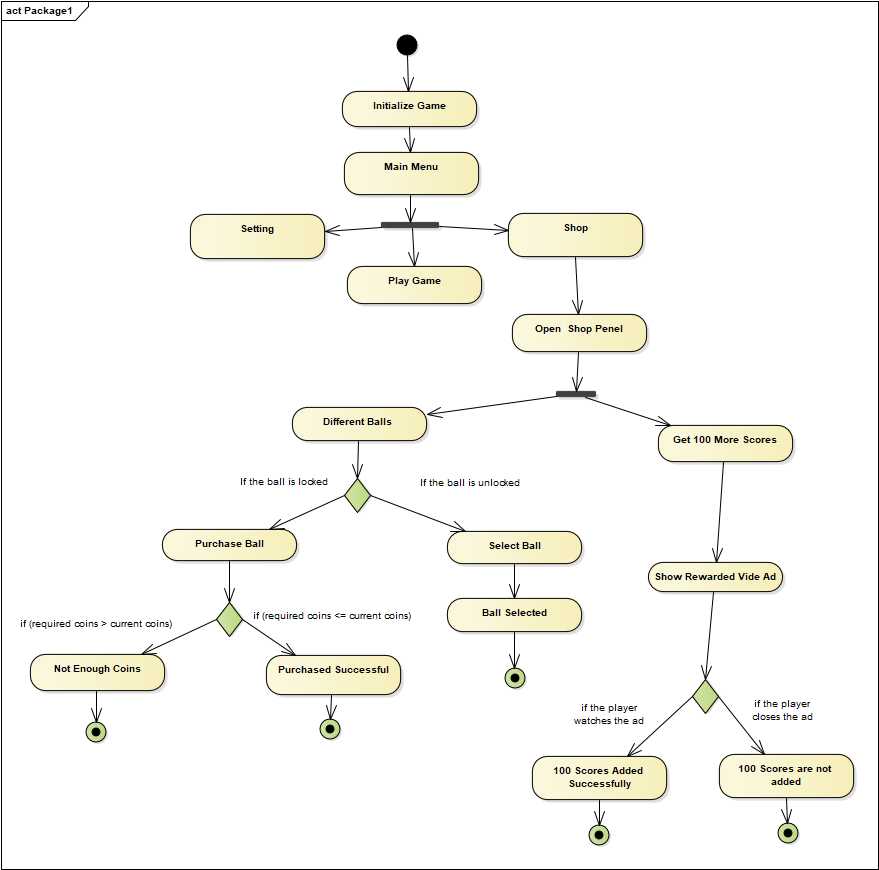 act Package1
Initialize Game
Main Menu
Setting
Shop
Play Game
Open  Shop Penel
Different Balls
Get 100 More Scores
If the ball is locked
If the ball is unlocked
Purchase Ball
Select Ball
Show Rewarded Vide Ad
if (required coins > current coins)
if (required coins <= current coins)
Ball Selected
Not Enough Coins
Purchased Successful
if the player
watches the ad
if the player
closes the ad
100 Scores Added
Successfully
100 Scores are not
added